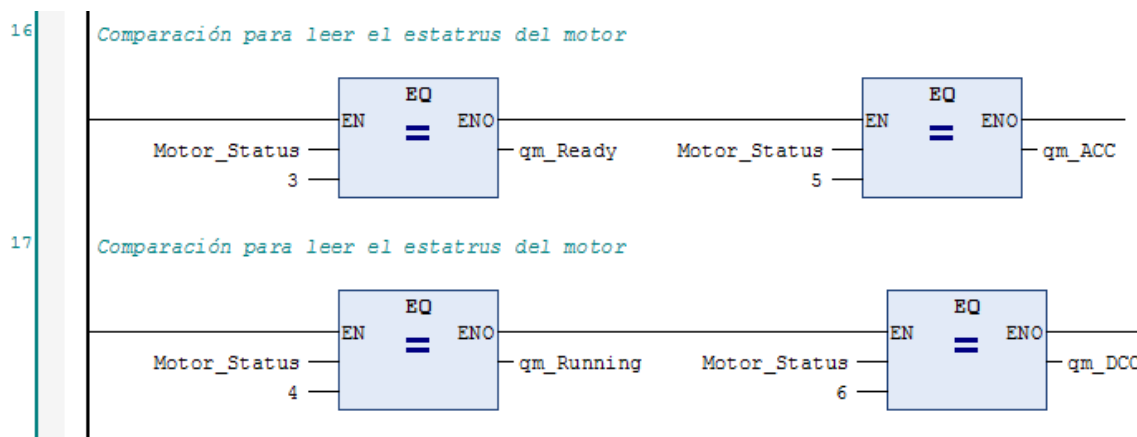 16 Comparación para leer el estatrus del motor
EQ EQ
EN = ENO EN = ENO
Motor_Status qm_Ready Motor_Status qm_ACC
3 5
17 Comparación para leer el estatrus del motor
EQ EQ
EN = ENO EN = ENO
Motor_Status qm_Running Motor_Status qm_DCC
4 6